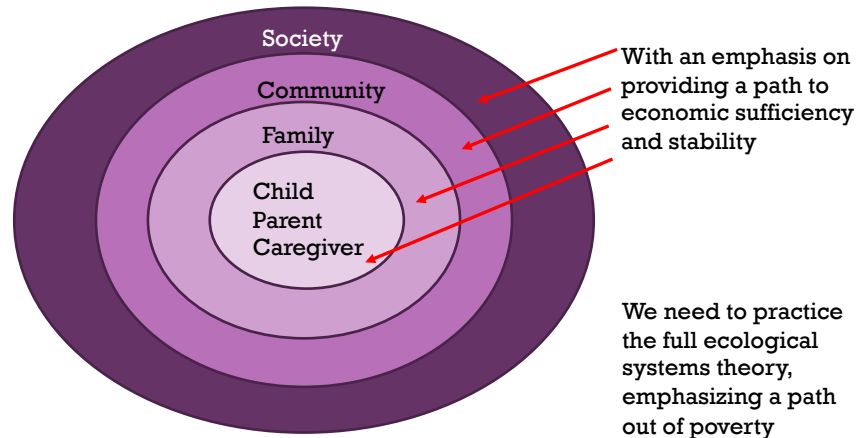 Society
Community
Family
Child
Parent
Caregiver
With an emphasis on
providing a path to
economic sufficiency
and stability
We need to practice
the full ecological
systems theory,
emphasizing a path
out of poverty